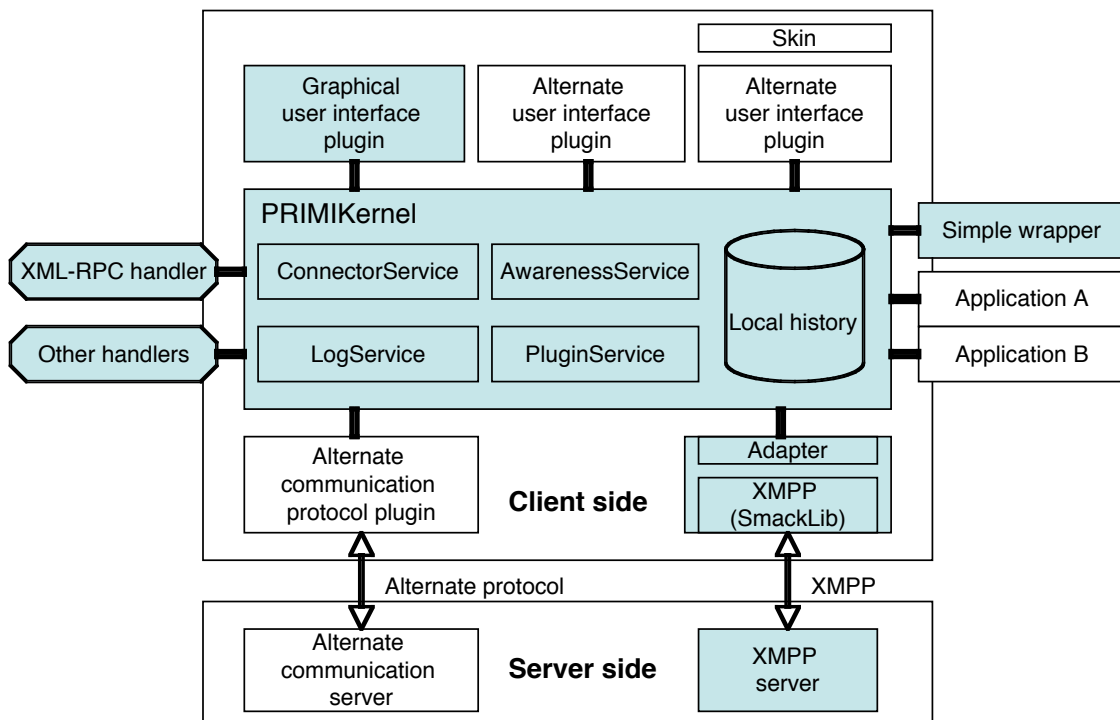 Skin
Graphical
user interface
plugin
Alternate
user interface
plugin
Alternate
user interface
plugin
PRIMIKernel
Simple wrapper
XML-RPC handler
ConnectorService
AwarenessService
Application A
Local history
Other handlers
LogService
PluginService
Application B
Alternate
communication
protocol plugin
Client side
Adapter
XMPP
(SmackLib)
Alternate protocol
XMPP
Alternate
communication
server
Server side
XMPP
server